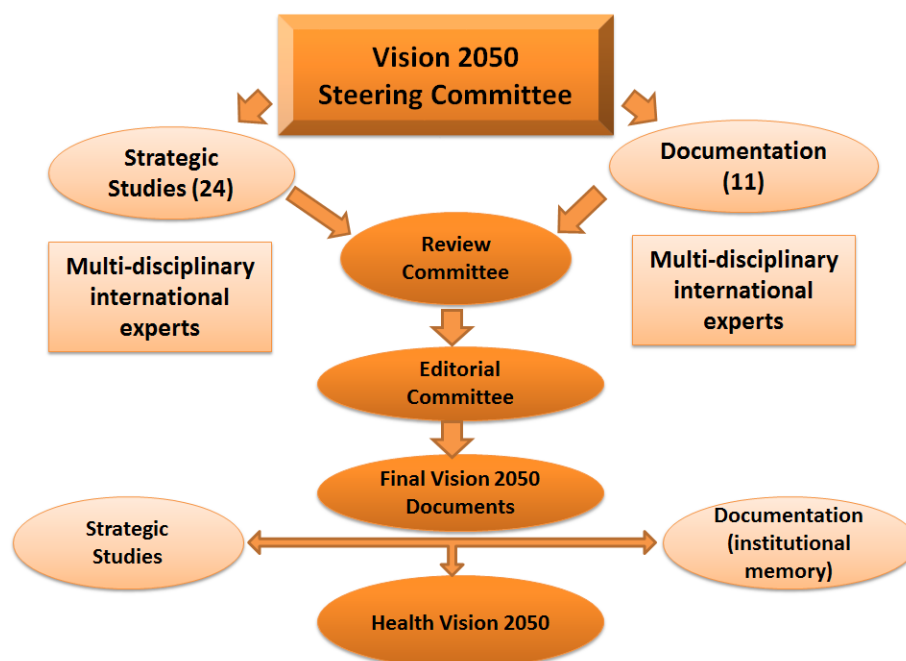 Vision 2050
Steering Committee
Strategic
Studies (24)
Documentation
(11)
Review
Committee
Multi-disciplinary
international
experts
Multi-disciplinary
international
experts
Editorial
Committee
Final Vision 2050
Documents
Strategic
Studies
Documentation
(institutional
memory)
Health Vision 2050